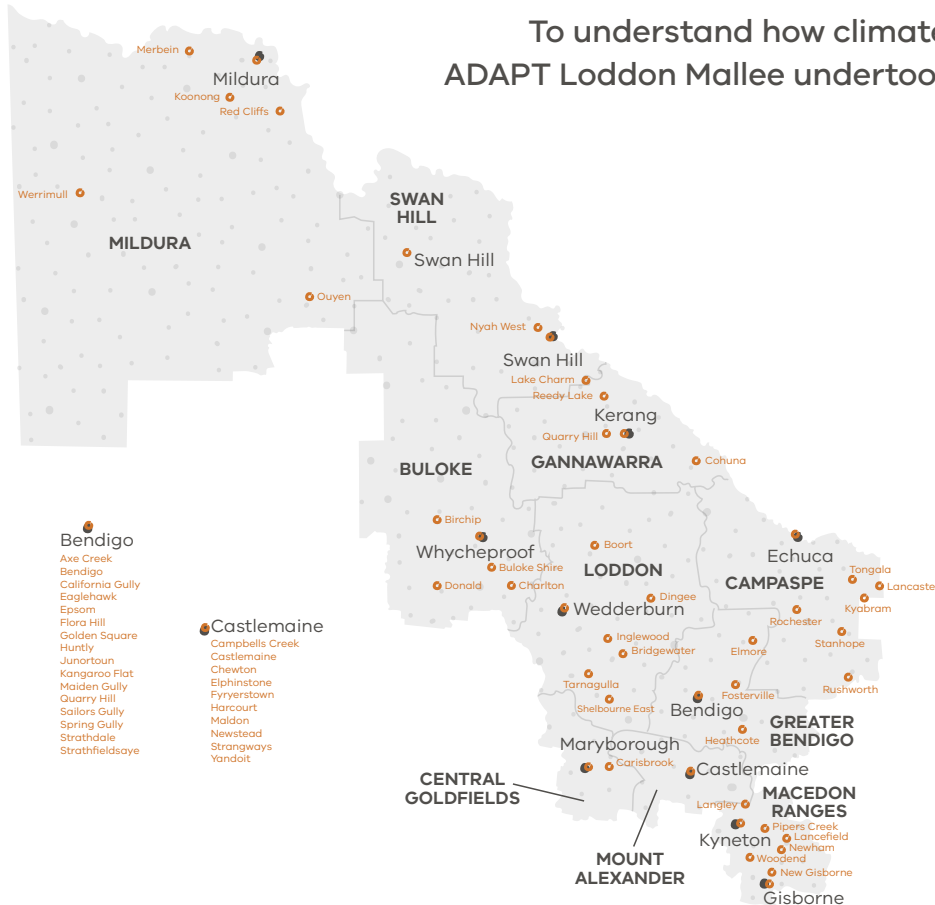 To understand how climate
ADAPT Loddon Mallee undertoo
Merbein
Mildura
Koonong
Red Cliffs
Werrimull
MILDURA
Ouyen
SWAN
HILL
Swan Hill
Nyah West
Swan Hill
Lake Charm
Reedy Lake
Kerang
Quarry Hill
GANNAWARRA
Cohuna
BULOKE
Birchip
Whycheproof
Buloke Shire
Donald
Charlton
Boort
LODDON
Dingee
Wedderburn
Inglewood
Bridgewater
Tarnagulla
Shelbourne East
Echuca
CAMPASPE
Tongala
Lancaste
Kyabram
Rochester
Stanhope
Elmore
Rushworth
Fosterville
Bendigo
GREATER
BENDIGO
Heathcote
Maryborough
Carisbrook
CENTRAL
GOLDFIELDS
Castlemaine
MOUNT
ALEXANDER
MACEDON
RANGES
Langley
Kyneton
Pipers Creek
Lancefield
Newham
Woodend
New Gisborne
Gisborne
Bendigo
Axe Creek
Bendigo
California Gully
Eaglehawk
Epsom
Flora Hill
Golden Square
Huntly
Junortoun
Kangaroo Flat
Maiden Gully
Quarry Hill
Sailors Gully
Spring Gully
Strathdale
Strathfieldsaye
Castlemaine
Campbells Creek
Castlemaine
Chewton
Elphinstone
Fyryerstown
Harcourt
Maldon
Newstead
Strangways
Yandoit